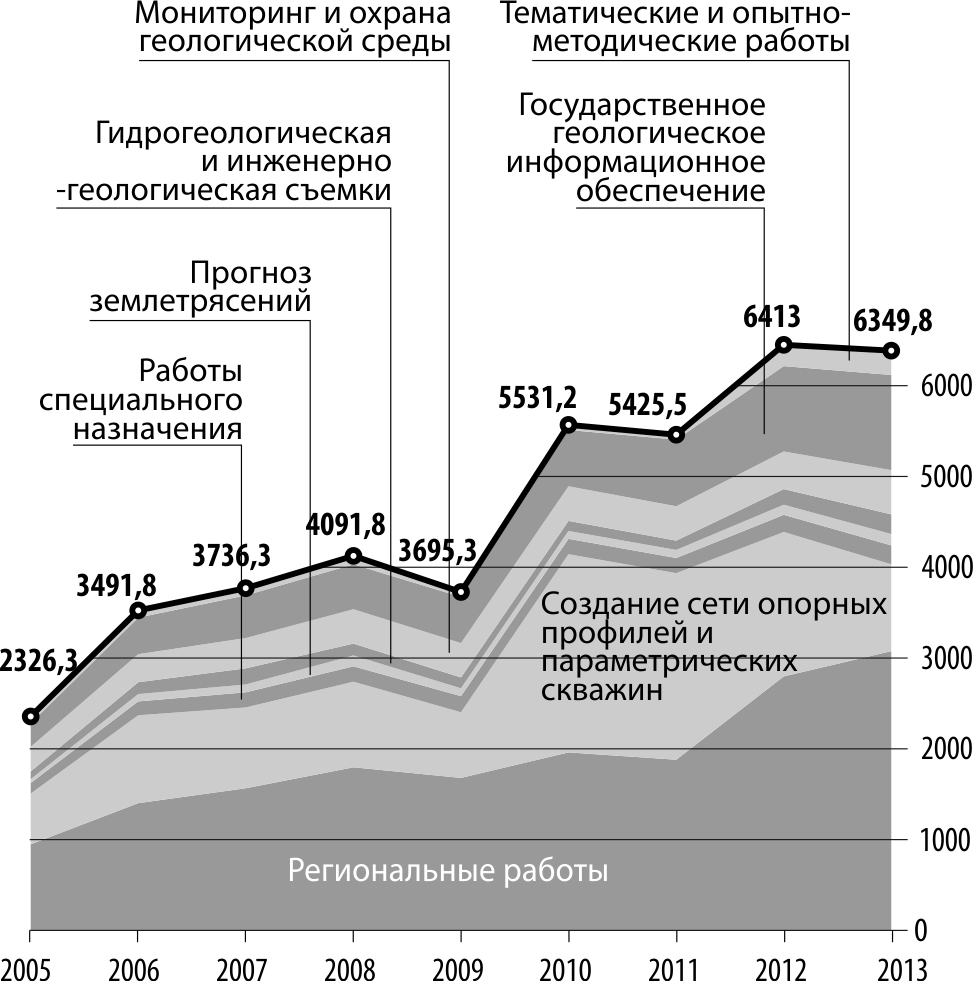 Мониторинг и охрана
геологической среды
Тематические и опытно-
методические работы
Гидрогеологическая
и инженерно
-геологическая съемки
Государственное
геологическое
информационное
обеспечение
Прогноз
землетрясений
Работы
специального
назначения
2326,3
3491,8
3736,3
4091,8
3695,3
5531,2
5425,5
6413
6349,8
Создание сети опорных
профилей и
параметрических
скважин
Региональные работы
6000
5000
4000
3000
2000
1000
0
2005 2006 2007 2008 2009 2010 2011 2012 2013